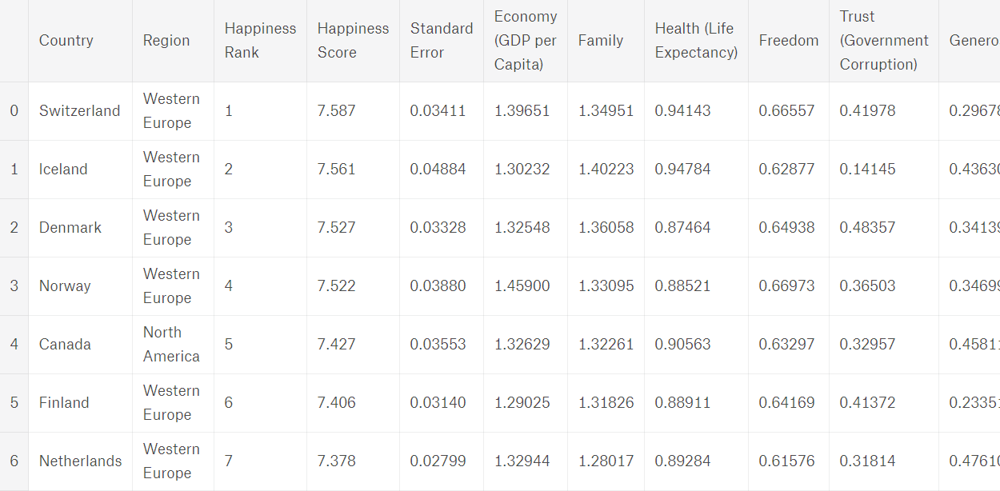 Country Region Happiness Rank Happiness Score Standard Error Economy (GDP per Capita) Family Health (Life Expectancy) Freedom Trust (Government Corruption) Genero
0 Switzerland Western Europe 1 7.587 0.03411 1.39651 1.34951 0.94143 0.66557 0.41978 0.29678
1 Iceland Western Europe 2 7.561 0.04884 1.30232 1.40223 0.94784 0.62877 0.14145 0.43630
2 Denmark Western Europe 3 7.527 0.03328 1.32548 1.36058 0.87464 0.64938 0.48357 0.34139
3 Norway Western Europe 4 7.522 0.03880 1.45900 1.33095 0.88521 0.66973 0.36503 0.34699
4 Canada North America 5 7.427 0.03553 1.32629 1.32261 0.90563 0.63297 0.32957 0.45811
5 Finland Western Europe 6 7.406 0.03140 1.29025 1.31826 0.88911 0.64169 0.41372 0.23351
6 Netherlands Western Europe 7 7.378 0.02799 1.32944 1.28017 0.89284 0.61576 0.31814 0.47610